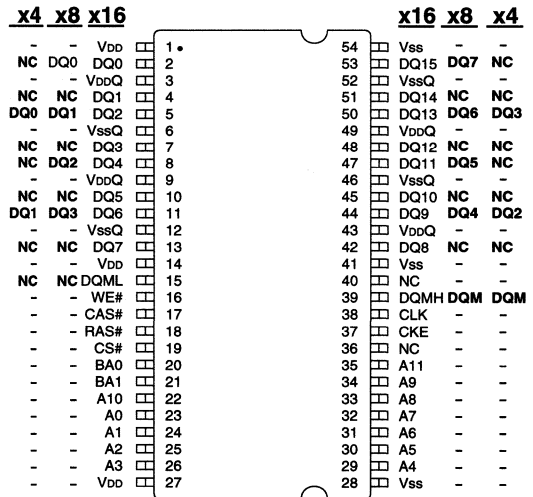 x4 x8 x16 x16 x8 x4
- - VDD 1 54 Vss - -
NC DQ0 DQ0 2 53 DQ15 DQ7 NC
- - VDDQ 3 52 VssQ - -
NC NC DQ1 4 51 DQ14 NC NC
DQ0 DQ1 DQ2 5 50 DQ13 DQ6 DQ3
- - VssQ 6 49 VDDQ - -
NC NC DQ3 7 48 DQ12 NC NC
NC DQ2 DQ4 8 47 DQ11 DQ5 NC
- - VDDQ 9 46 VssQ - -
NC NC DQ5 10 45 DQ10 NC NC
DQ1 DQ3 DQ6 11 44 DQ9 DQ4 DQ2
- - VssQ 12 43 VDDQ - -
NC NC DQ7 13 42 DQ8 NC NC
- - VDD 14 41 Vss - -
NC NC DQML 15 40 NC - -
- - WE# 16 39 DQMH DQM DQM
- - CAS# 17 38 CLK - -
- - RAS# 18 37 CKE - -
- - CS# 19 36 NC - -
- - BA0 20 35 A11 - -
- - BA1 21 34 A9 - -
- - A10 22 33 A8 - -
- - A0 23 32 A7 - -
- - A1 24 31 A6 - -
- - A2 25 30 A5 - -
- - A3 26 29 A4 - -
- - VDD 27 28 Vss - -